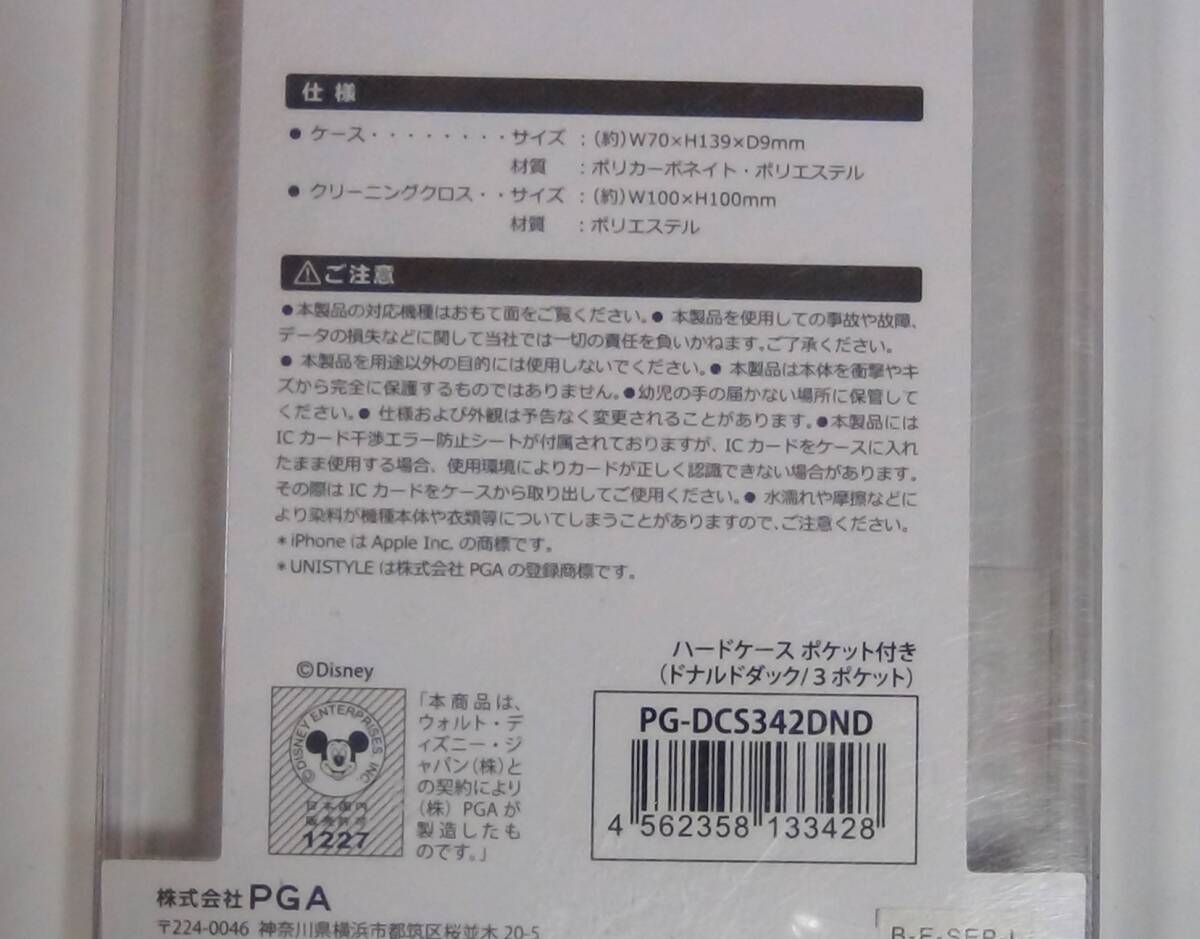 仕様
● ケース・・・・・・・・サイズ ：(約)W70×H139×D9mm
材質 ：ポリカーボネイト・ポリエステル
● クリーニングクロス・・サイズ ：(約)W100×H100mm
材質 ：ポリエステル
⚠ご注意
●本製品の対応機種はおもて面をご覧ください。● 本製品を使用しての事故や故障、
データの損失などに関して当社では一切の責任を負いかねます。ご了承ください。
● 本製品を用途以外の目的には使用しないでください。● 本製品は本体を衝撃やキ
ズから完全に保護するものではありません。●幼児の手の届かない場所に保管して
ください。● 仕様および外観は予告なく変更されることがあります。●本製品には
IC カード干渉エラー防止シートが付属されておりますが、IC カードをケースに入れ
たまま使用する場合、使用環境によりカードが正しく認識できない場合があります。
その際は IC カードをケースから取り出してご使用ください。● 水濡れや摩擦などに
より染料が機種本体や衣類等についてしまうことがありますので、ご注意ください。
＊iPhone は Apple Inc. の商標です。
＊UNISTYLE は株式会社 PGA の登録商標です。
ハードケース ポケット付き
(ドナルドダック/3 ポケット)
©Disney
©DISNEY ENTERPRISES INC
日本国内
販売許可
1227
「本商品は、
ウォルト・デ
ィズニー・ジ
ャパン(株)と
の契約により
(株) PGA が
製造したも
のです。」
PG-DCS342DND
4 562358 133428
株式会社 PGA
〒224-0046 神奈川県横浜市都筑区桜並木 20-5